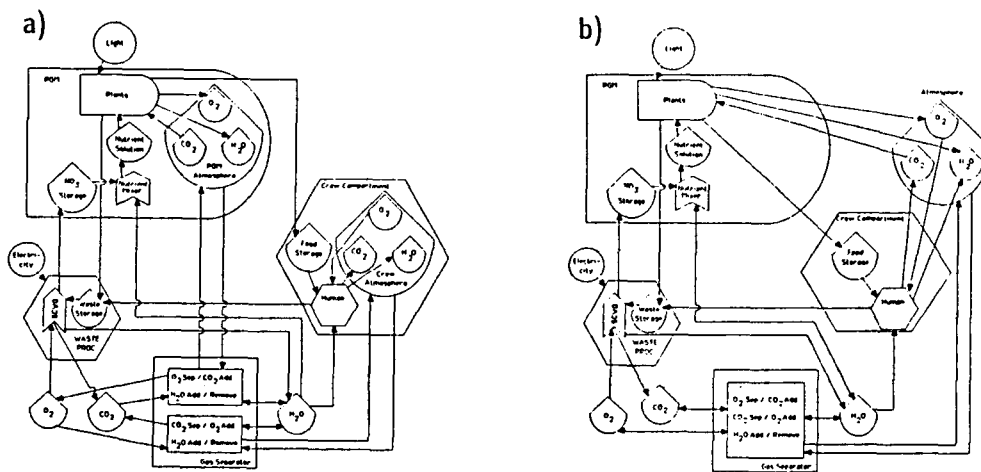 a)
Light
PGM
Plants
O2
Nutrient
Solution
CO2
H2O
PGM
Atmosphere
NO3
Storage
Nutrient
Crew Compartment
O2
Food
Storage
CO2
H2O
Crew
Atmosphere
Electri-
city
Waste
Storage
Human
WASTE
PROC
O2
CO2
O2 Sep / CO2 Add
H2O Add / Remove
CO2 Sep / O2 Add
H2O Add / Remove
H2O
Gas Separator
b)
Light
PGM
Plants
Atmosphere
O2
Nutrient
Solution
CO2
H2O
NO3
Storage
Nutrient
Crew Compartment
Food
Storage
Electri-
city
Waste
Storage
Human
WASTE
PROC
O2
CO2
O2 Sep / CO2 Add
CO2 Sep / O2 Add
H2O Add / Remove
H2O
Gas Separator